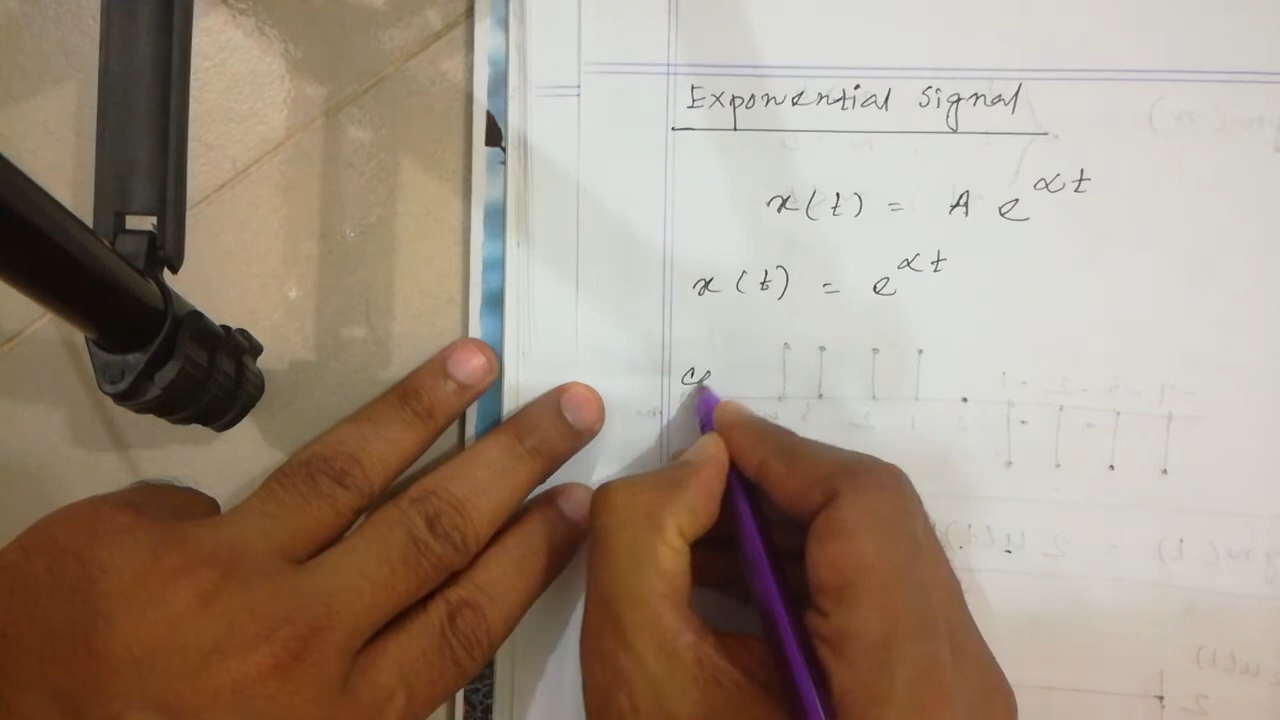 Exponential signal
x(t) = A e^αt
x(t) = e^αt